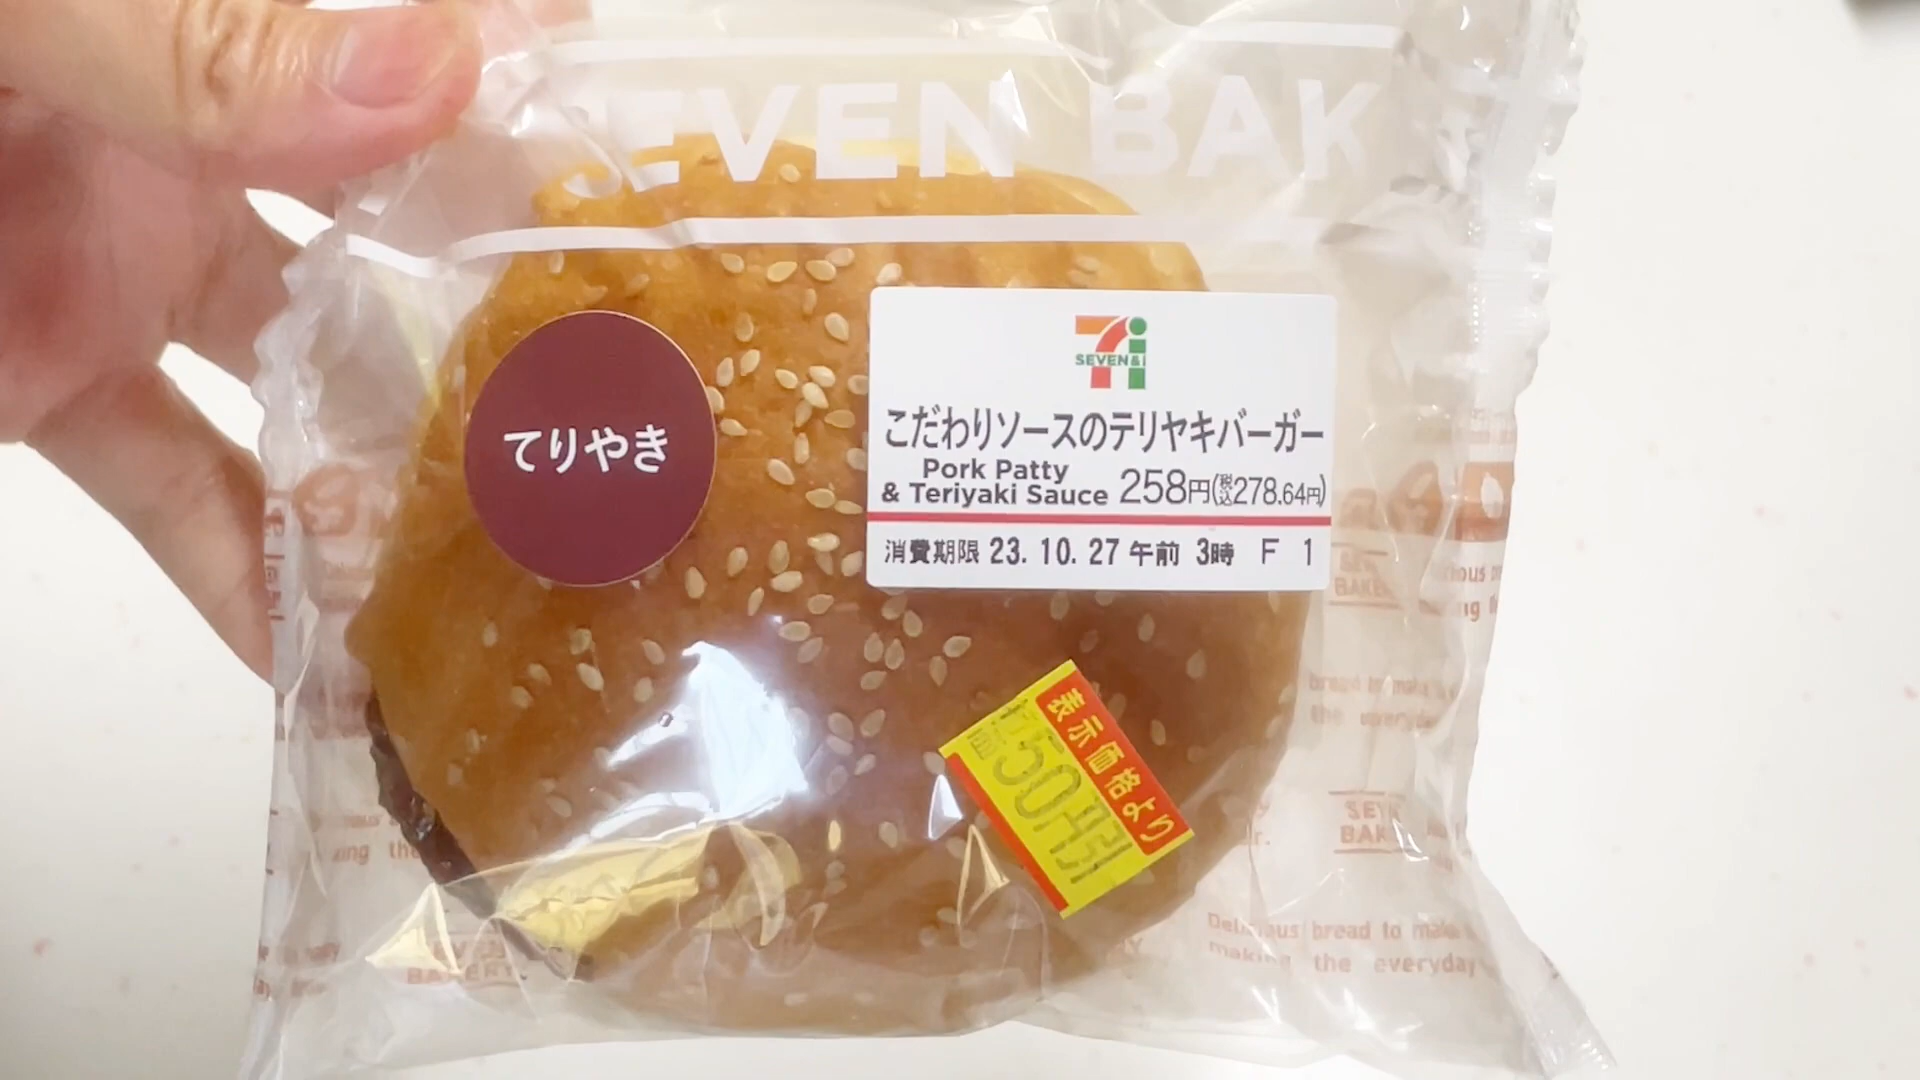 SEVEN BAK
てりやき
SEVEN&i
こだわりソースのテリヤキバーガー
Pork Patty
& Teriyaki Sauce 258円(税込278.64円)
消費期限 23. 10. 27 午前 3時 F 1
表示価格より
50円引
SEVEN
BAKERY
Delicious bread to make
making the everyday